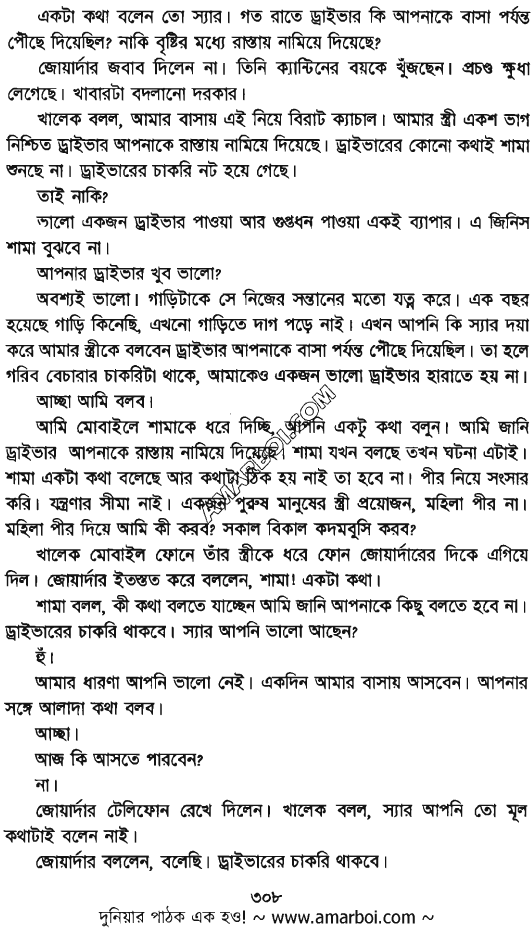 একটা কথা বলেন তো স্যার। গত রাতে ড্রাইভার কি আপনাকে বাসা পর্যন্ত
পৌঁছে দিয়েছিল? নাকি বৃষ্টির মধ্যে রাস্তায় নামিয়ে দিয়েছে?
জোয়ার্দার জবাব দিলেন না। তিনি ক্যান্টিনের বয়কে খুঁজছেন। প্রচণ্ড ক্ষুধা
লেগেছে। খাবারটা বদলানো দরকার।
খালেক বলল, আমার বাসায় এই নিয়ে বিরাট ক্যাচাল। আমার স্ত্রী একশ ভাগ
নিশ্চিত ড্রাইভার আপনাকে রাস্তায় নামিয়ে দিয়েছে। ড্রাইভারের কোনো কথাই শামা
শুনছে না। ড্রাইভারের চাকরি নট হয়ে গেছে।
তাই নাকি?
ভালো একজন ড্রাইভার পাওয়া আর গুপ্তধন পাওয়া একই ব্যাপার। এ জিনিস
শামা বুঝবে না।
আপনার ড্রাইভার খুব ভালো?
অবশ্যই ভালো। গাড়িটাকে সে নিজের সন্তানের মতো যত্ন করে। এক বছর
হয়েছে গাড়ি কিনেছি, এখনো গাড়িতে দাগ পড়ে নাই। এখন আপনি কি স্যার দয়া
করে আমার স্ত্রীকে বলবেন ড্রাইভার আপনাকে বাসা পর্যন্ত পৌঁছে দিয়েছিল। তা হলে
গরিব বেচারার চাকরিটা থাকে, আমাকেও একজন ভালো ড্রাইভার হারাতে হয় না।
আচ্ছা আমি বলব।
আমি মোবাইলে শামাকে ধরে দিচ্ছি, আপনি একটু কথা বলুন। আমি জানি
ড্রাইভার আপনাকে রাস্তায় নামিয়ে দিয়েছে। শামা যখন বলছে তখন ঘটনা এটাই।
শামা একটা কথা বলেছে আর কথাটা ঠিক হয় নাই তা হবে না। পীর নিয়ে সংসার
করি। যন্ত্রণার সীমা নাই। একজন পুরুষ মানুষের স্ত্রী প্রয়োজন, মহিলা পীর না।
মহিলা পীর দিয়ে আমি কী করব? সকাল বিকাল কদমবুসি করব?
খালেক মোবাইল ফোনে তাঁর স্ত্রীকে ধরে ফোন জোয়ার্দারের দিকে এগিয়ে
দিল। জোয়ার্দার ইতস্তত করে বললেন, শামা! একটা কথা।
শামা বলল, কী কথা বলতে যাচ্ছেন আমি জানি আপনাকে কিছু বলতে হবে না।
ড্রাইভারের চাকরি থাকবে। স্যার আপনি ভালো আছেন?
হুঁ।
আমার ধারণা আপনি ভালো নেই। একদিন আমার বাসায় আসবেন। আপনার
সঙ্গে আলাদা কথা বলব।
আচ্ছা।
আজ কি আসতে পারবেন?
না।
জোয়ার্দার টেলিফোন রেখে দিলেন। খালেক বলল, স্যার আপনি তো মূল
কথাটাই বলেন নাই।
জোয়ার্দার বললেন, বলেছি। ড্রাইভারের চাকরি থাকবে।
AMARBOI.COM
৩০৮
দুনিয়ার পাঠক এক হও! ~ www.amarboi.com ~